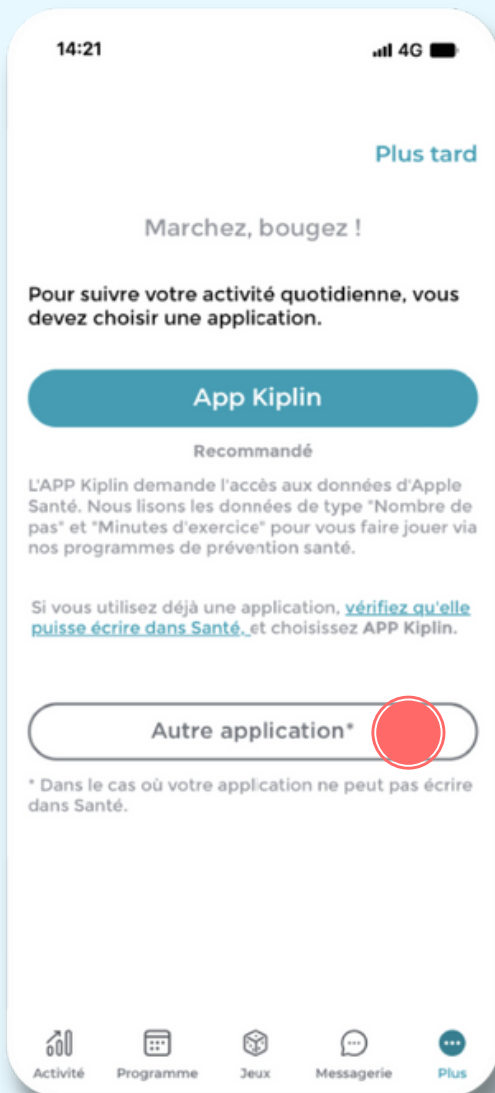 14:21
4G
Plus tard
Marchez, bougez !
Pour suivre votre activité quotidienne, vous
devez choisir une application.
App Kiplin
Recommandé
L'APP Kiplin demande l'accès aux données d'Apple
Santé. Nous lisons les données de type "Nombre de
pas" et "Minutes d'exercice" pour vous faire jouer via
nos programmes de prévention santé.
Si vous utilisez déjà une application, vérifiez qu'elle
puisse écrire dans Santé, et choisissez APP Kiplin.
Autre application*
* Dans le cas où votre application ne peut pas écrire
dans Santé.
Activité Programme Jeux Messagerie Plus